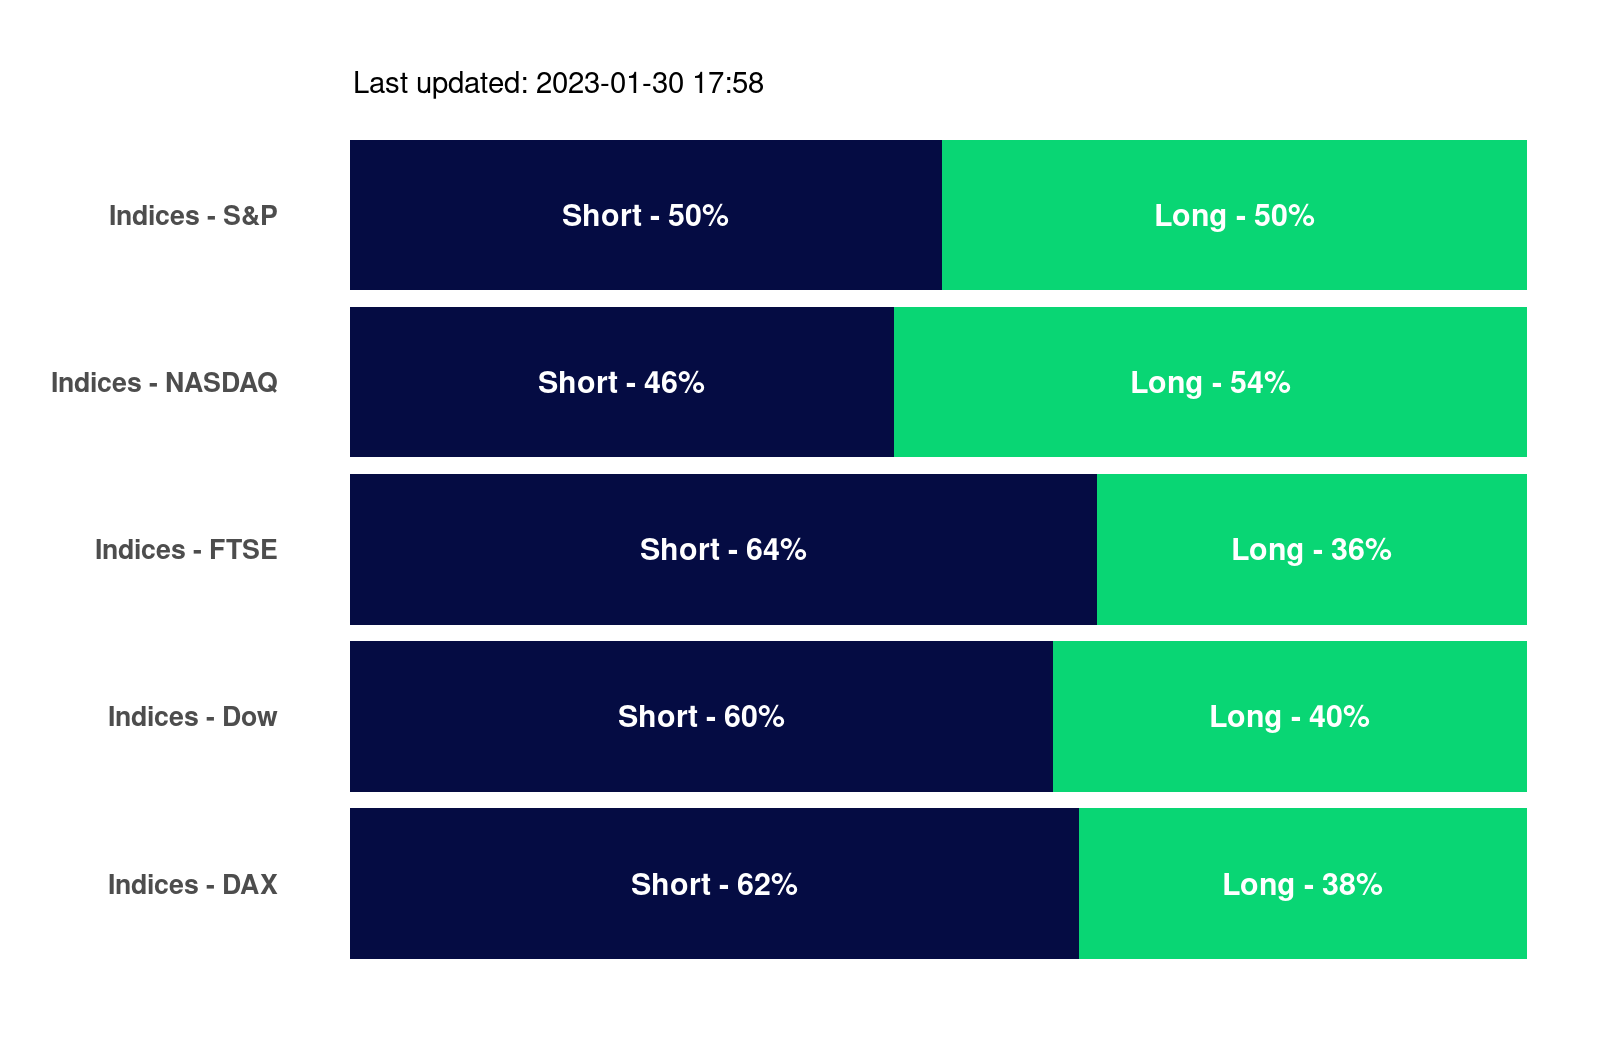 Last updated: 2023-01-30 17:58
Indices - S&P Short - 50% Long - 50%
Indices - NASDAQ Short - 46% Long - 54%
Indices - FTSE Short - 64% Long - 36%
Indices - Dow Short - 60% Long - 40%
Indices - DAX Short - 62% Long - 38%